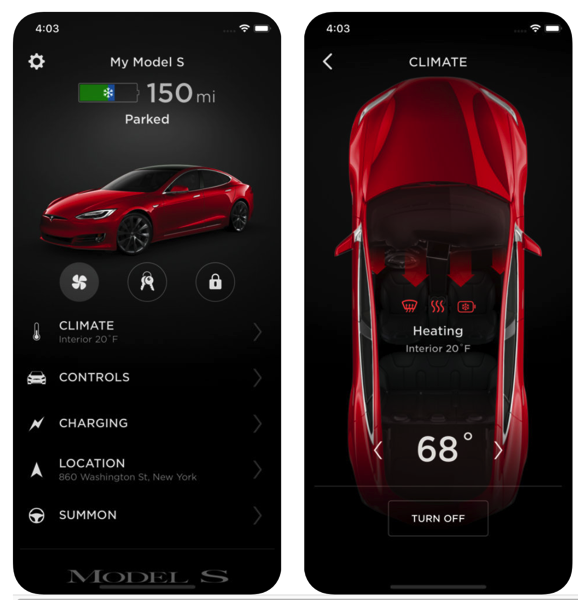 4:03
My Model S
150 mi
Parked
CLIMATE
Interior 20°F
CONTROLS
CHARGING
LOCATION
860 Washington St, New York
SUMMON
MODEL S
4:03
CLIMATE
Heating
Interior 20°F
68°
TURN OFF